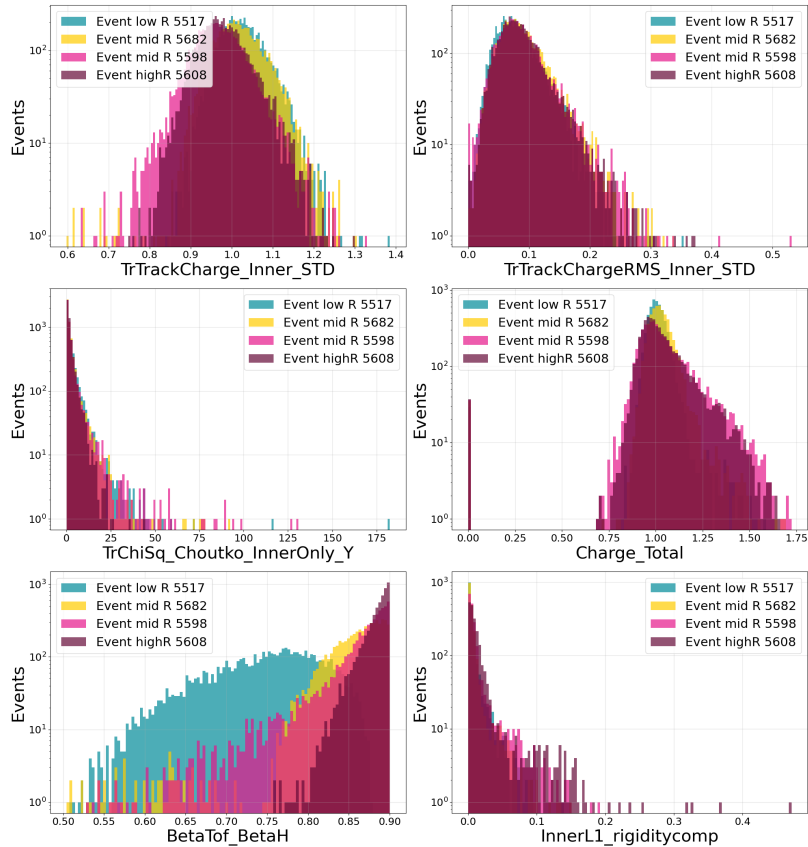 Event low R 5517
Event mid R 5682
Event mid R 5598
Event highR 5608
Events
10⁰
10¹
10²
0.6 0.7 0.8 0.9 1.0 1.1 1.2 1.3 1.4
TrTrackCharge_Inner_STD
Event low R 5517
Event mid R 5682
Event mid R 5598
Event highR 5608
Events
10⁰
10¹
10²
0.0 0.1 0.2 0.3 0.4 0.5
TrTrackChargeRMS_Inner_STD
Event low R 5517
Event mid R 5682
Event mid R 5598
Event highR 5608
Events
10⁰
10¹
10²
10³
0 25 50 75 100 125 150 175
TrChiSq_Choutko_InnerOnly_Y
Event low R 5517
Event mid R 5682
Event mid R 5598
Event highR 5608
Events
10⁰
10¹
10²
10³
0.00 0.25 0.50 0.75 1.00 1.25 1.50 1.75
Charge_Total
Event low R 5517
Event mid R 5682
Event mid R 5598
Event highR 5608
Events
10⁰
10¹
10²
10³
0.50 0.55 0.60 0.65 0.70 0.75 0.80 0.85 0.90
BetaTof_BetaH
Event low R 5517
Event mid R 5682
Event mid R 5598
Event highR 5608
Events
10⁰
10¹
10²
10³
0.0 0.1 0.2 0.3 0.4
InnerL1_rigiditycomp